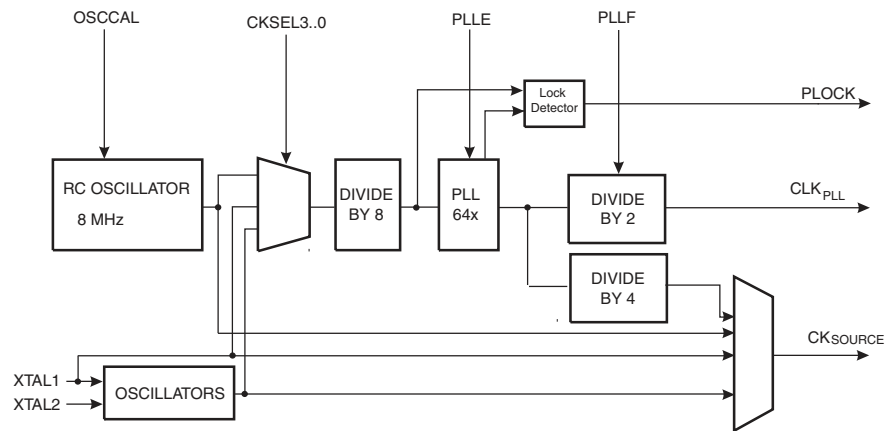 OSCCAL
CKSEL3..0
PLLE
PLLF
Lock
Detector
PLOCK
RC OSCILLATOR
8 MHz
DIVIDE
BY 8
PLL
64x
DIVIDE
BY 2
CLKPLL
DIVIDE
BY 4
CKSOURCE
XTAL1
XTAL2
OSCILLATORS